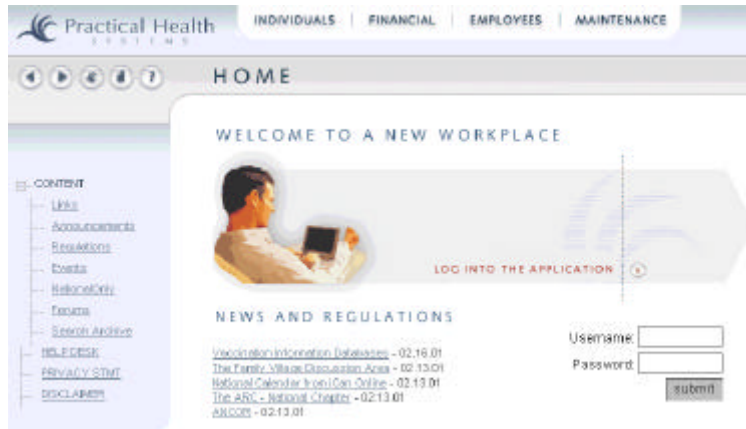 Practical Health
SYSTEMS
INDIVIDUALS | FINANCIAL | EMPLOYEES | MAINTENANCE
?
HOME
WELCOME TO A NEW WORKPLACE
CONTENT
Links
Announcements
Regulations
Events
NationalOnly
Forums
Search Archive
HELP DESK
PRIVACY STMT
DISCLAIMER
LOG INTO THE APPLICATION
NEWS AND REGULATIONS
Vaccination Information Databases - 02.16.01
The Family Village Discussion Area - 02.13.01
National Calendar from iCan Online - 02.13.01
The ARC - National Chapter - 02.13.01
ANCOR - 02.13.01
Username:
Password:
submit